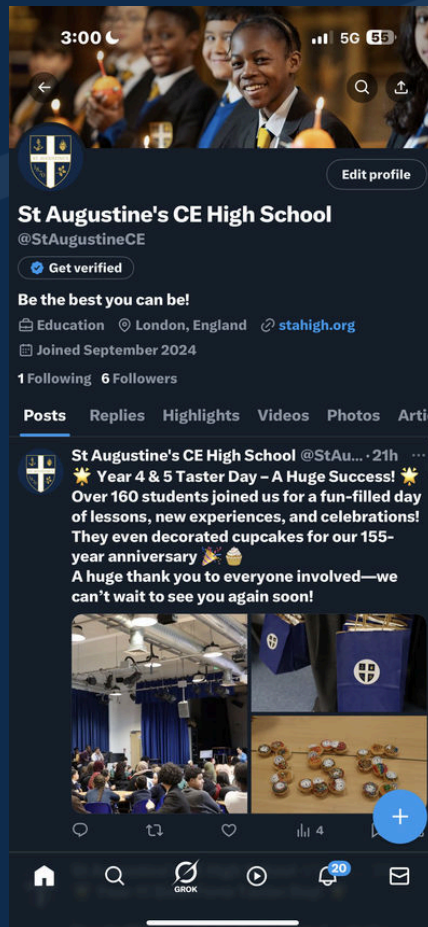 3:00 5G 55
ST AUGUSTINE'S
Edit profile
St Augustine's CE High School
@StAugustineCE
Get verified
Be the best you can be!
Education London, England stahigh.org
Joined September 2024
1 Following 6 Followers
Posts Replies Highlights Videos Photos Arti
St Augustine's CE High School @StAu... · 21h ...
🌟 Year 4 & 5 Taster Day – A Huge Success! 🌟
Over 160 students joined us for a fun-filled day
of lessons, new experiences, and celebrations!
They even decorated cupcakes for our 155-
year anniversary 🎉🧁
A huge thank you to everyone involved—we
can't wait to see you again soon!
4
20
GROK